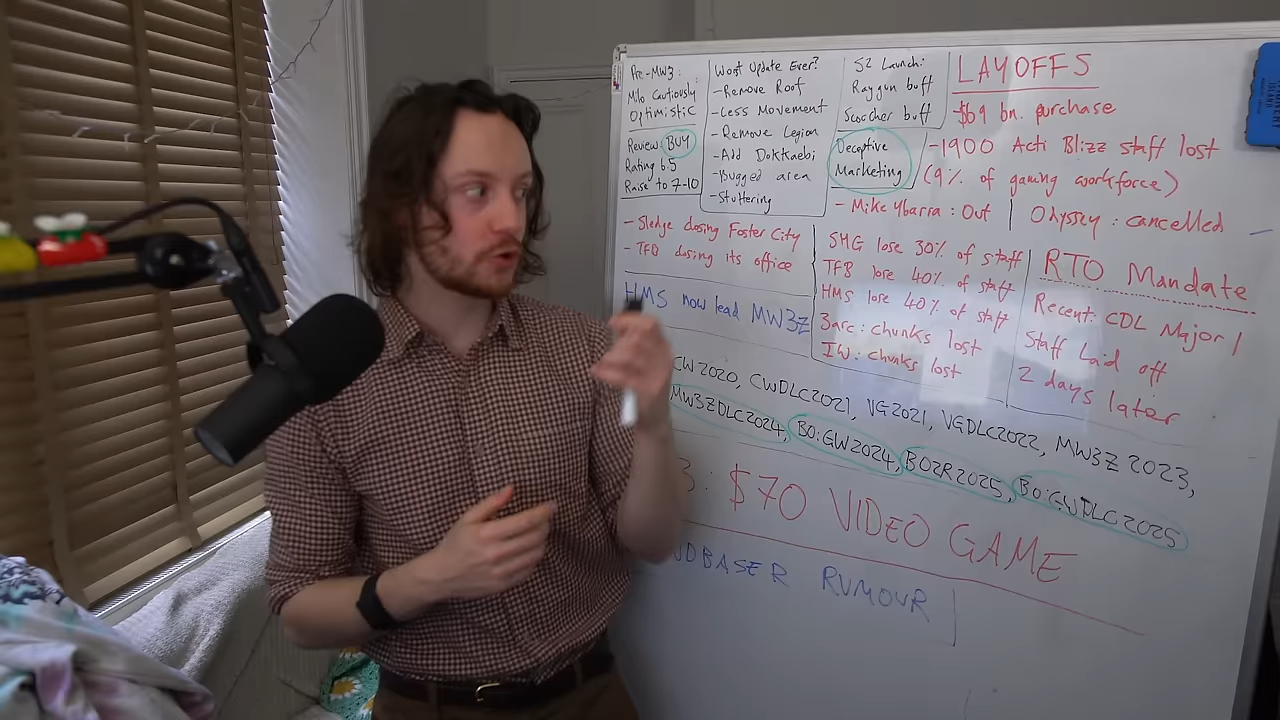 Pre-MW3:
Milo Cautiously
Optimistic
Review: BUY
Rating 6.5
Raise to 7-10
Worst Update Ever?
- Remove Roof
- Less Movement
- Remove Legion
- Add Dokkaebi
- Bugged area
- Stuttering
S2 Launch:
Raygun buff
Scorcher buff
Deceptive
Marketing
LAYOFFS
- $69 bn. purchase
- 1900 Acti Blizz staff lost
(9% of gaming workforce)
- Mike Ybarra: Out
Odyssey: cancelled
- Sledge closing Foster City
- TFB closing its office
HMS now lead MW3Z
SHG lose 30% of staff
TFB lose 40% of staff
HMS lose 40% of staff
3arc: chunks lost
IW: chunks lost
RTO Mandate
Recent: CDL Major 1
Staff laid off
2 days later
CW2020, CWDLC2021, VG2021, VGDLC2022, MW3Z 2023,
MW3ZDLC2024, BO:GW2024, BO2R2025, BO:GWDLC2025
3: $70 VIDEO GAME
NDBASER RUMOUR